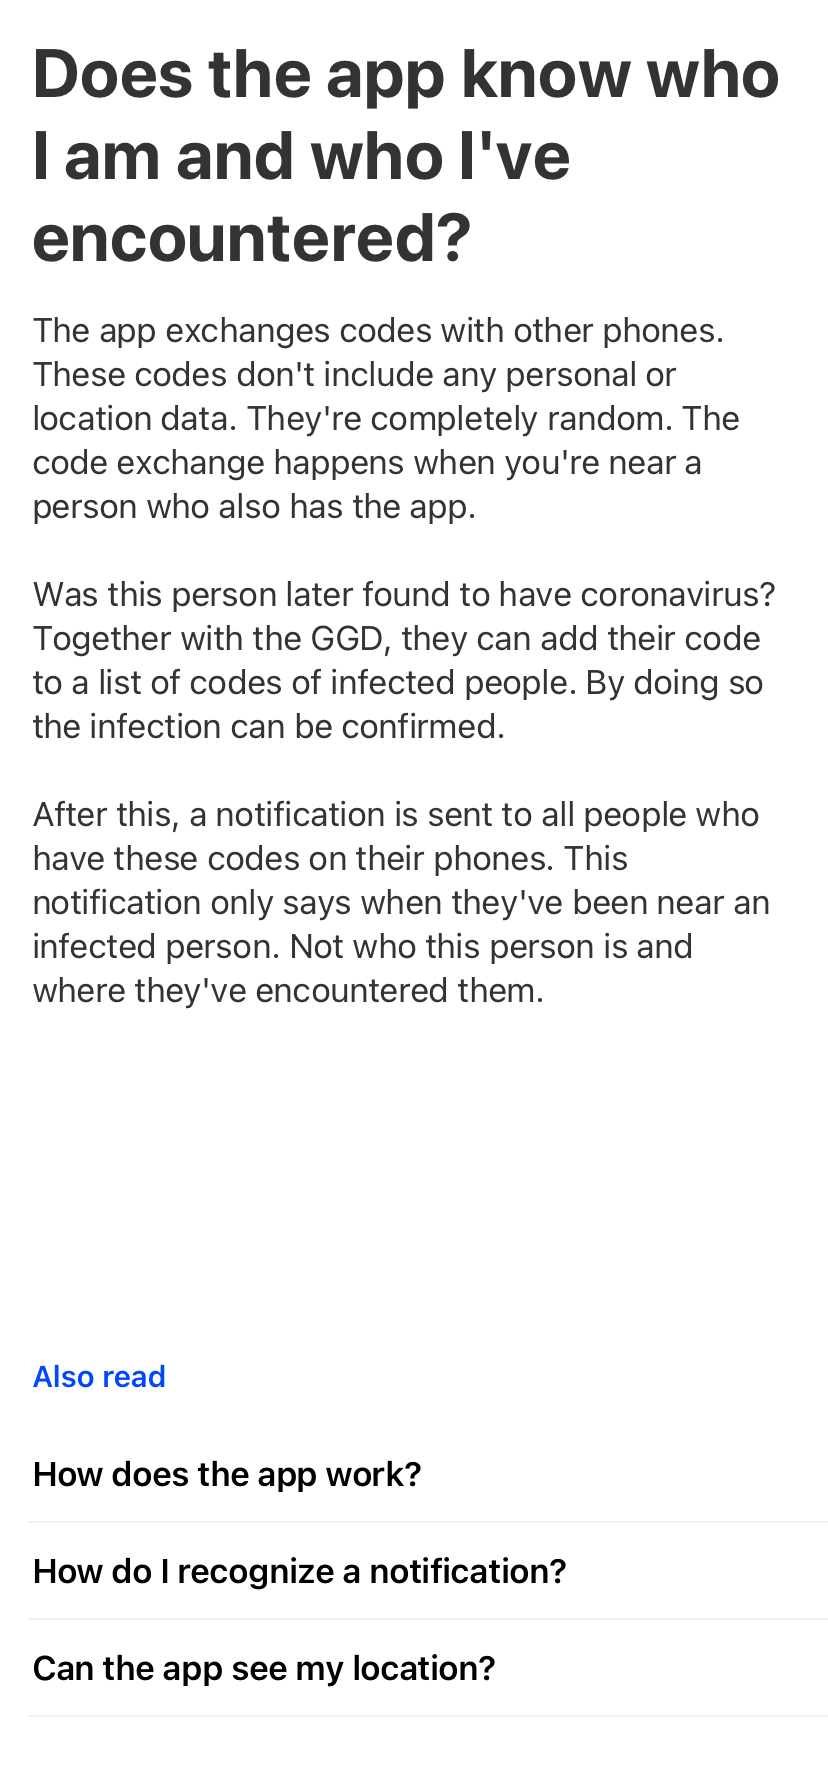 Does the app know who
I am and who I've
encountered?
The app exchanges codes with other phones.
These codes don't include any personal or
location data. They're completely random. The
code exchange happens when you're near a
person who also has the app.
Was this person later found to have coronavirus?
Together with the GGD, they can add their code
to a list of codes of infected people. By doing so
the infection can be confirmed.
After this, a notification is sent to all people who
have these codes on their phones. This
notification only says when they've been near an
infected person. Not who this person is and
where they've encountered them.
Also read
How does the app work?
How do I recognize a notification?
Can the app see my location?